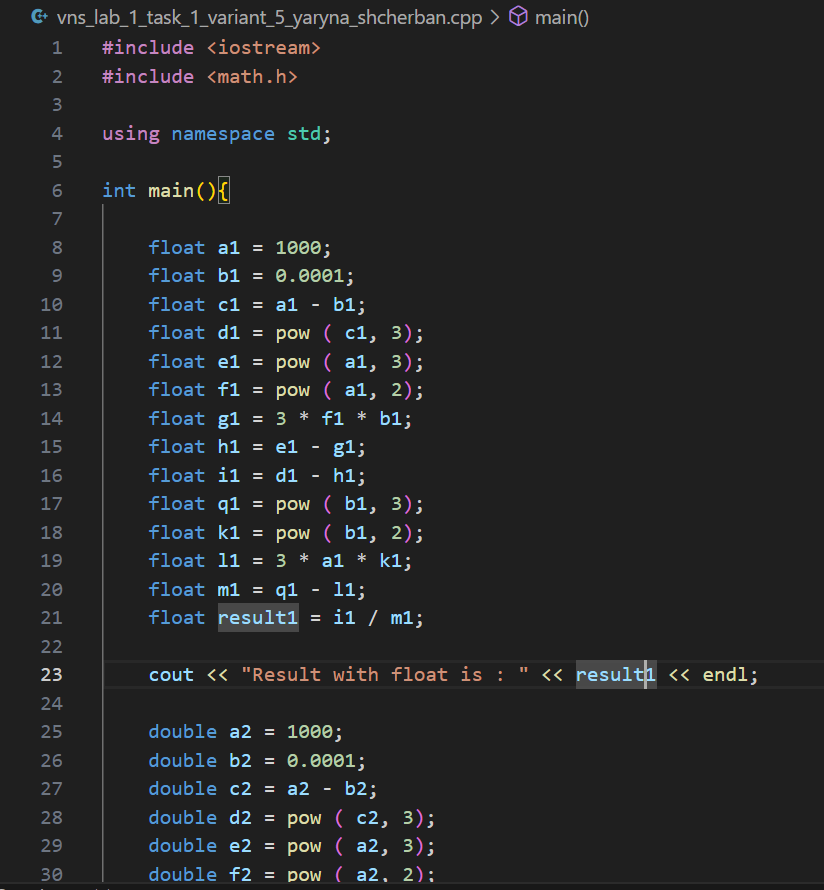 vns_lab_1_task_1_variant_5_yaryna_shcherban.cpp > main()
1 #include <iostream>
2 #include <math.h>
3
4 using namespace std;
5
6 int main(){
7
8 float a1 = 1000;
9 float b1 = 0.0001;
10 float c1 = a1 - b1;
11 float d1 = pow ( c1, 3);
12 float e1 = pow ( a1, 3);
13 float f1 = pow ( a1, 2);
14 float g1 = 3 * f1 * b1;
15 float h1 = e1 - g1;
16 float i1 = d1 - h1;
17 float q1 = pow ( b1, 3);
18 float k1 = pow ( b1, 2);
19 float l1 = 3 * a1 * k1;
20 float m1 = q1 - l1;
21 float result1 = i1 / m1;
22
23 cout << "Result with float is : " << result1 << endl;
24
25 double a2 = 1000;
26 double b2 = 0.0001;
27 double c2 = a2 - b2;
28 double d2 = pow ( c2, 3);
29 double e2 = pow ( a2, 3);
30 double f2 = pow ( a2, 2);